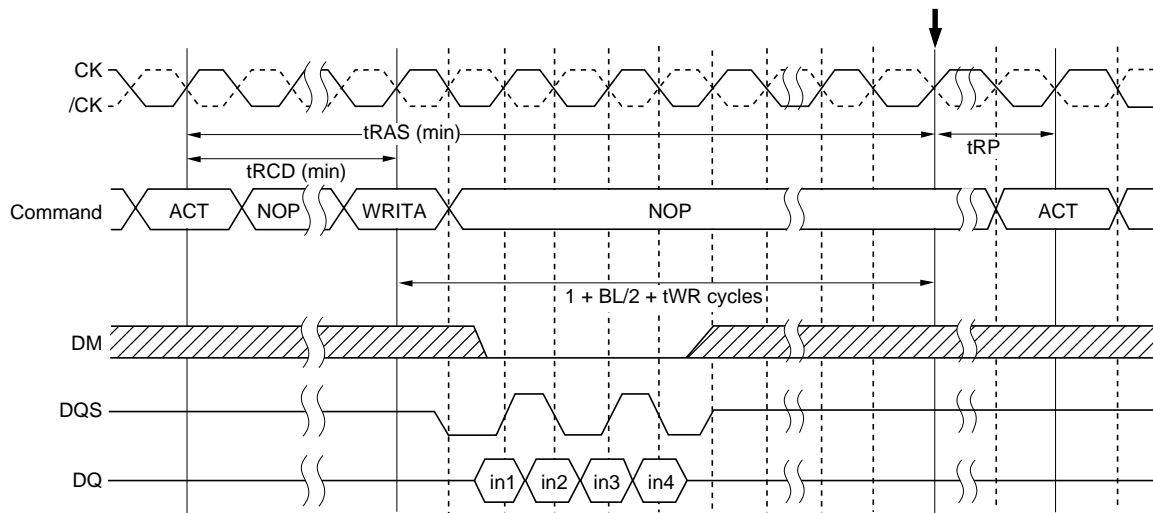 CK
/CK
tRAS (min)
tRP
tRCD (min)
Command ACT NOP WRITA NOP ACT
1 + BL/2 + tWR cycles
DM
DQS
DQ in1 in2 in3 in4